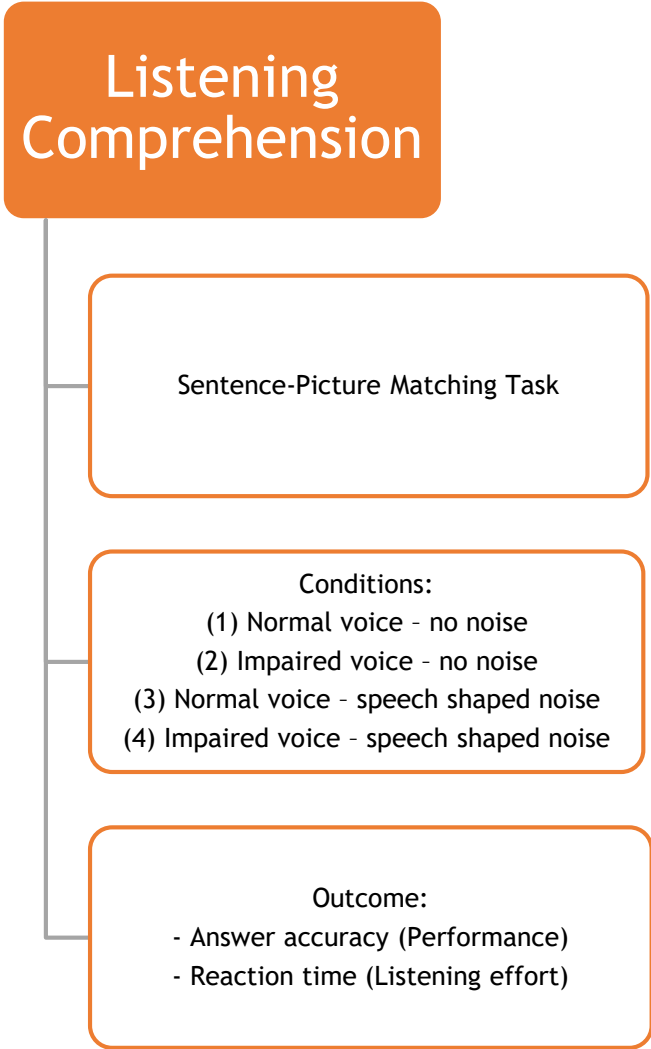 Listening
Comprehension
Sentence-Picture Matching Task
Conditions:
(1) Normal voice – no noise
(2) Impaired voice – no noise
(3) Normal voice – speech shaped noise
(4) Impaired voice – speech shaped noise
Outcome:
- Answer accuracy (Performance)
- Reaction time (Listening effort)